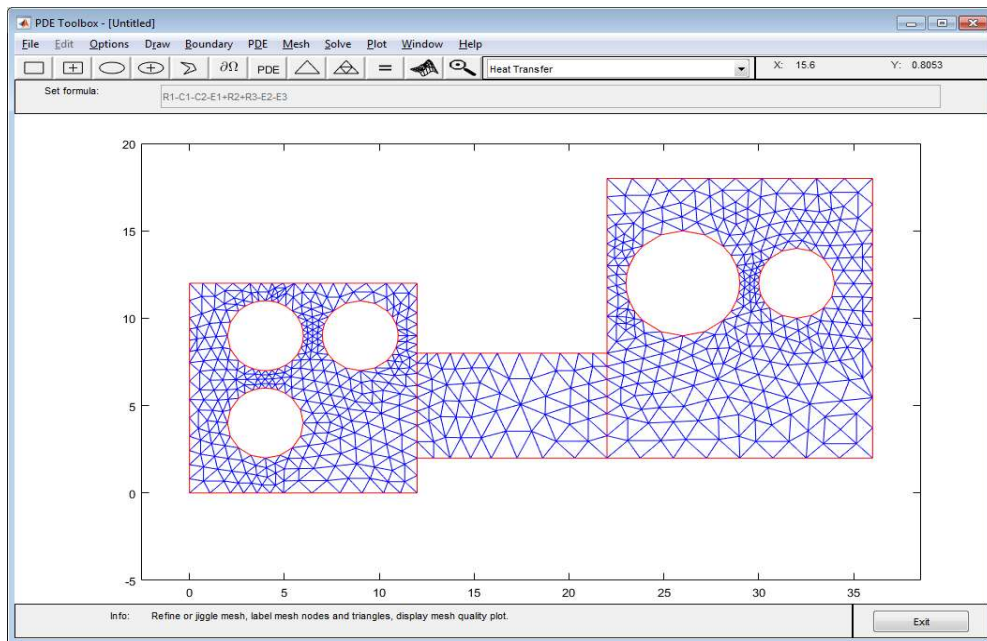 PDE Toolbox - [Untitled]
File Edit Options Draw Boundary PDE Mesh Solve Plot Window Help
∂Ω PDE = Heat Transfer X: 15.6 Y: 0.8053
Set formula: R1-C1-C2-E1+R2+R3-E2-E3
20
15
10
5
0
-5
0 5 10 15 20 25 30 35
Info: Refine or jiggle mesh, label mesh nodes and triangles, display mesh quality plot. Exit